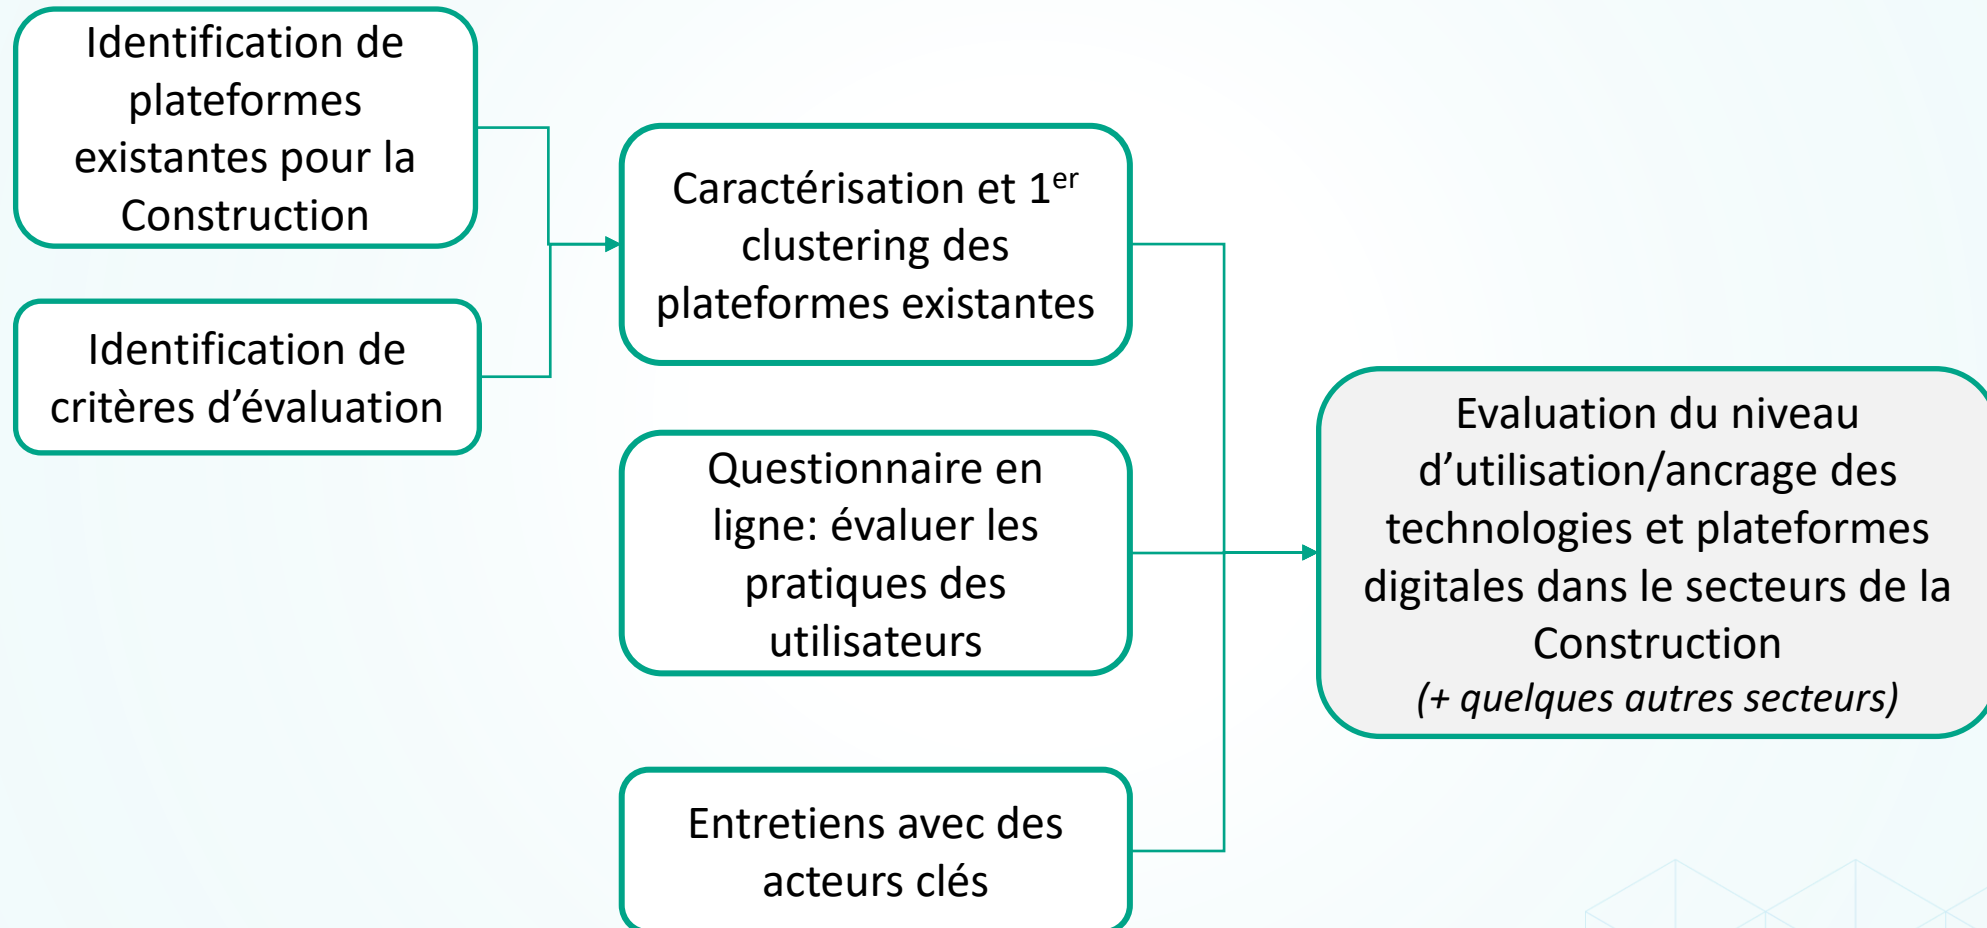 Identification de
plateformes
existantes pour la
Construction
Identification de
critères d’évaluation
Caractérisation et 1er
clustering des
plateformes existantes
Questionnaire en
ligne: évaluer les
pratiques des
utilisateurs
Entretiens avec des
acteurs clés
Evaluation du niveau
d’utilisation/ancrage des
technologies et plateformes
digitales dans le secteurs de la
Construction
(+ quelques autres secteurs)